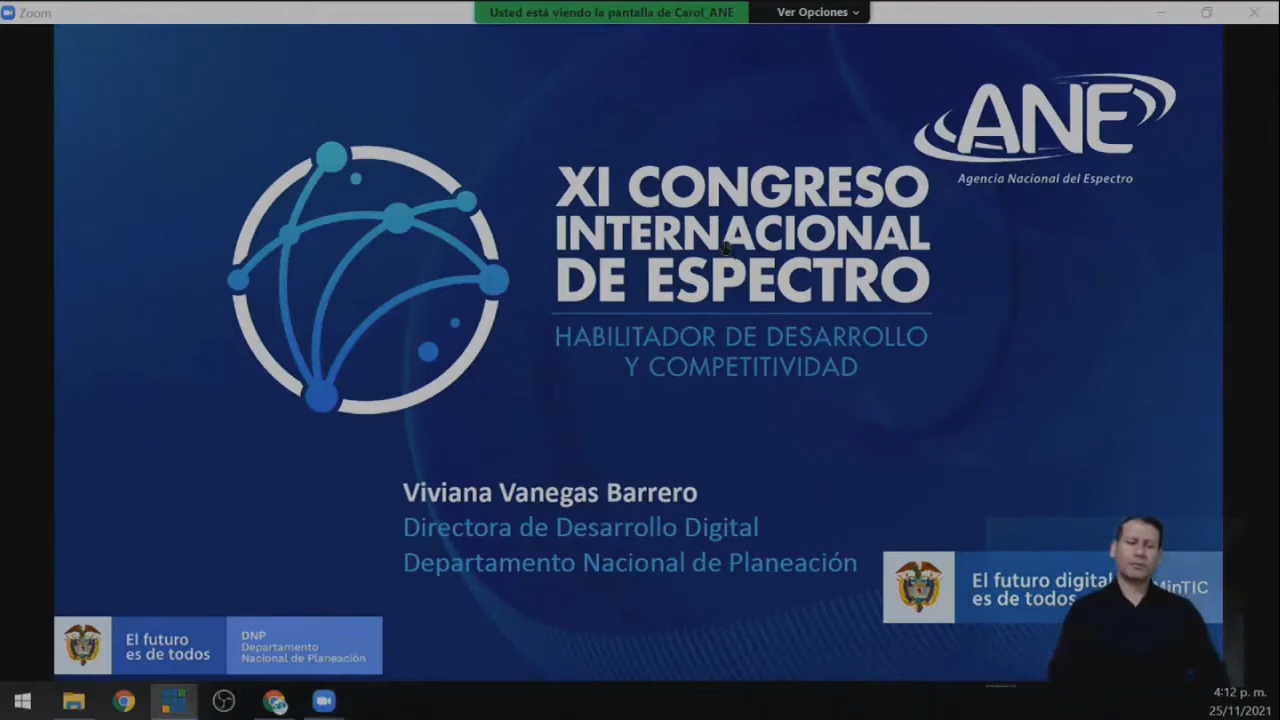 Zoom
Usted está viendo la pantalla de Carol_ANE
Ver Opciones
ANE
Agencia Nacional del Espectro
XI CONGRESO
INTERNACIONAL
DE ESPECTRO
HABILITADOR DE DESARROLLO
Y COMPETITIVIDAD
Viviana Vanegas Barrero
Directora de Desarrollo Digital
Departamento Nacional de Planeación
El futuro digital
es de todos
MinTIC
El futuro
es de todos
DNP
Departamento
Nacional de Planeación
4:12 p. m.
25/11/2021